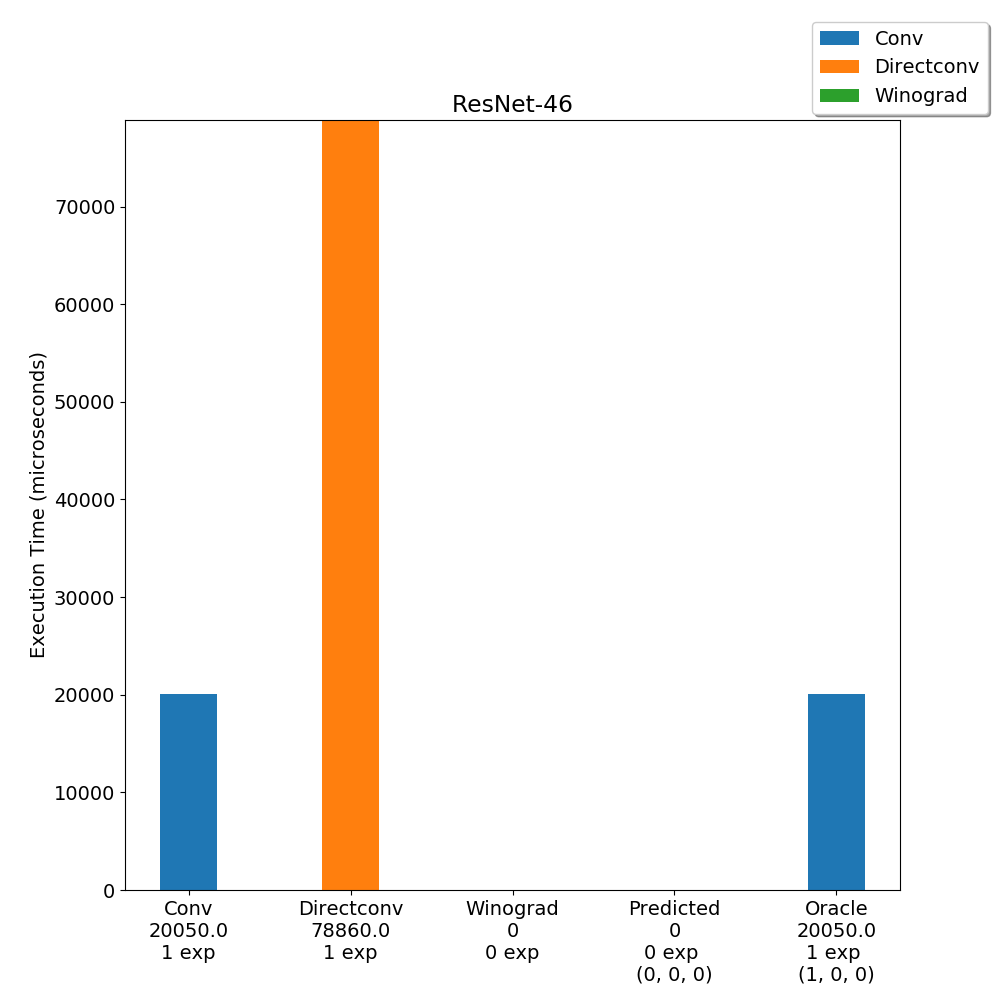 Conv
Directconv
Winograd
ResNet-46
Execution Time (microseconds)
70000
60000
50000
40000
30000
20000
10000
0
Conv Directconv Winograd Predicted Oracle
20050.0 78860.0 0 0 20050.0
1 exp 1 exp 0 exp 0 exp 1 exp
(0, 0, 0) (1, 0, 0)